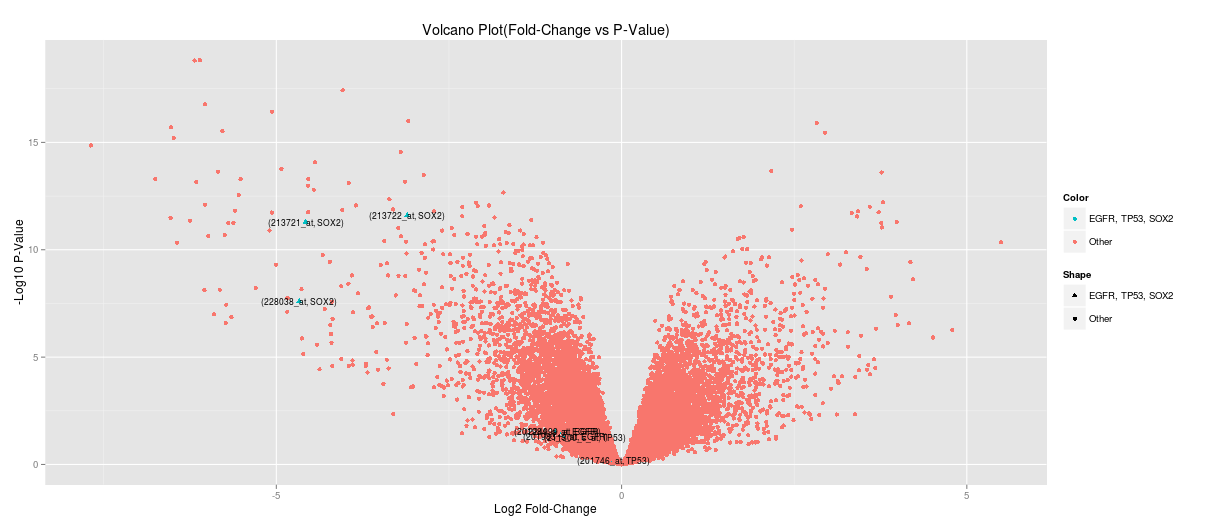 Volcano Plot(Fold-Change vs P-Value)
-Log10 P-Value
15
10
5
0
(213722_at, SOX2)
(213721_at, SOX2)
(228038_at, SOX2)
(201746_at, TP53)
-5
0
5
Log2 Fold-Change
Color
EGFR, TP53, SOX2
Other
Shape
EGFR, TP53, SOX2
Other